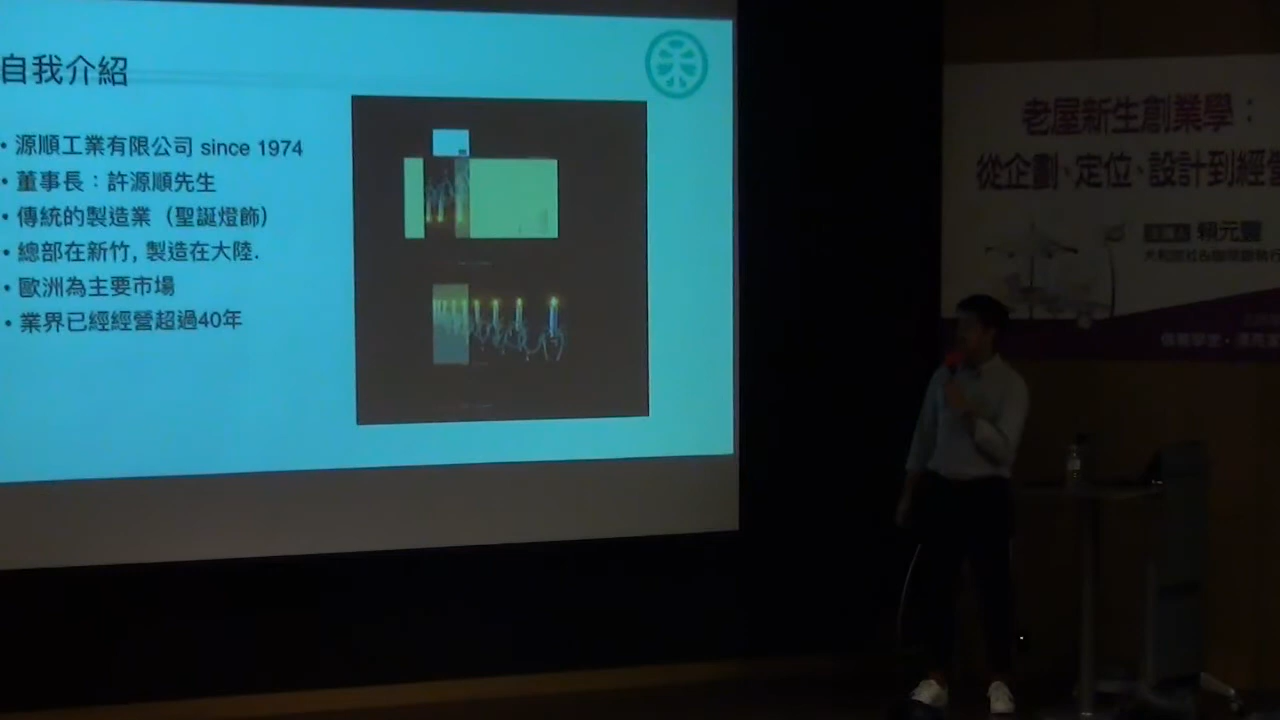 自我介紹
• 源順工業有限公司 since 1974
• 董事長：許源順先生
• 傳統的製造業（聖誕燈飾）
• 總部在新竹, 製造在大陸.
• 歐洲為主要市場
• 業界已經經營超過40年
老屋新生創業學：
從企劃、定位、設計到經營
賴元豐